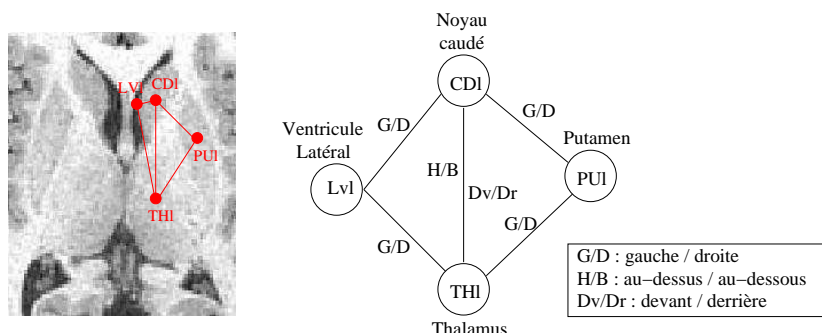 LVl
CDl
PUl
THl
Noyau
caudé
CDl
G/D
G/D
Ventricule
Latéral
Putamen
H/B
Lvl
PUl
Dv/Dr
G/D
G/D
THl
Thalamus
G/D : gauche / droite
H/B : au−dessus / au−dessous
Dv/Dr : devant / derrière